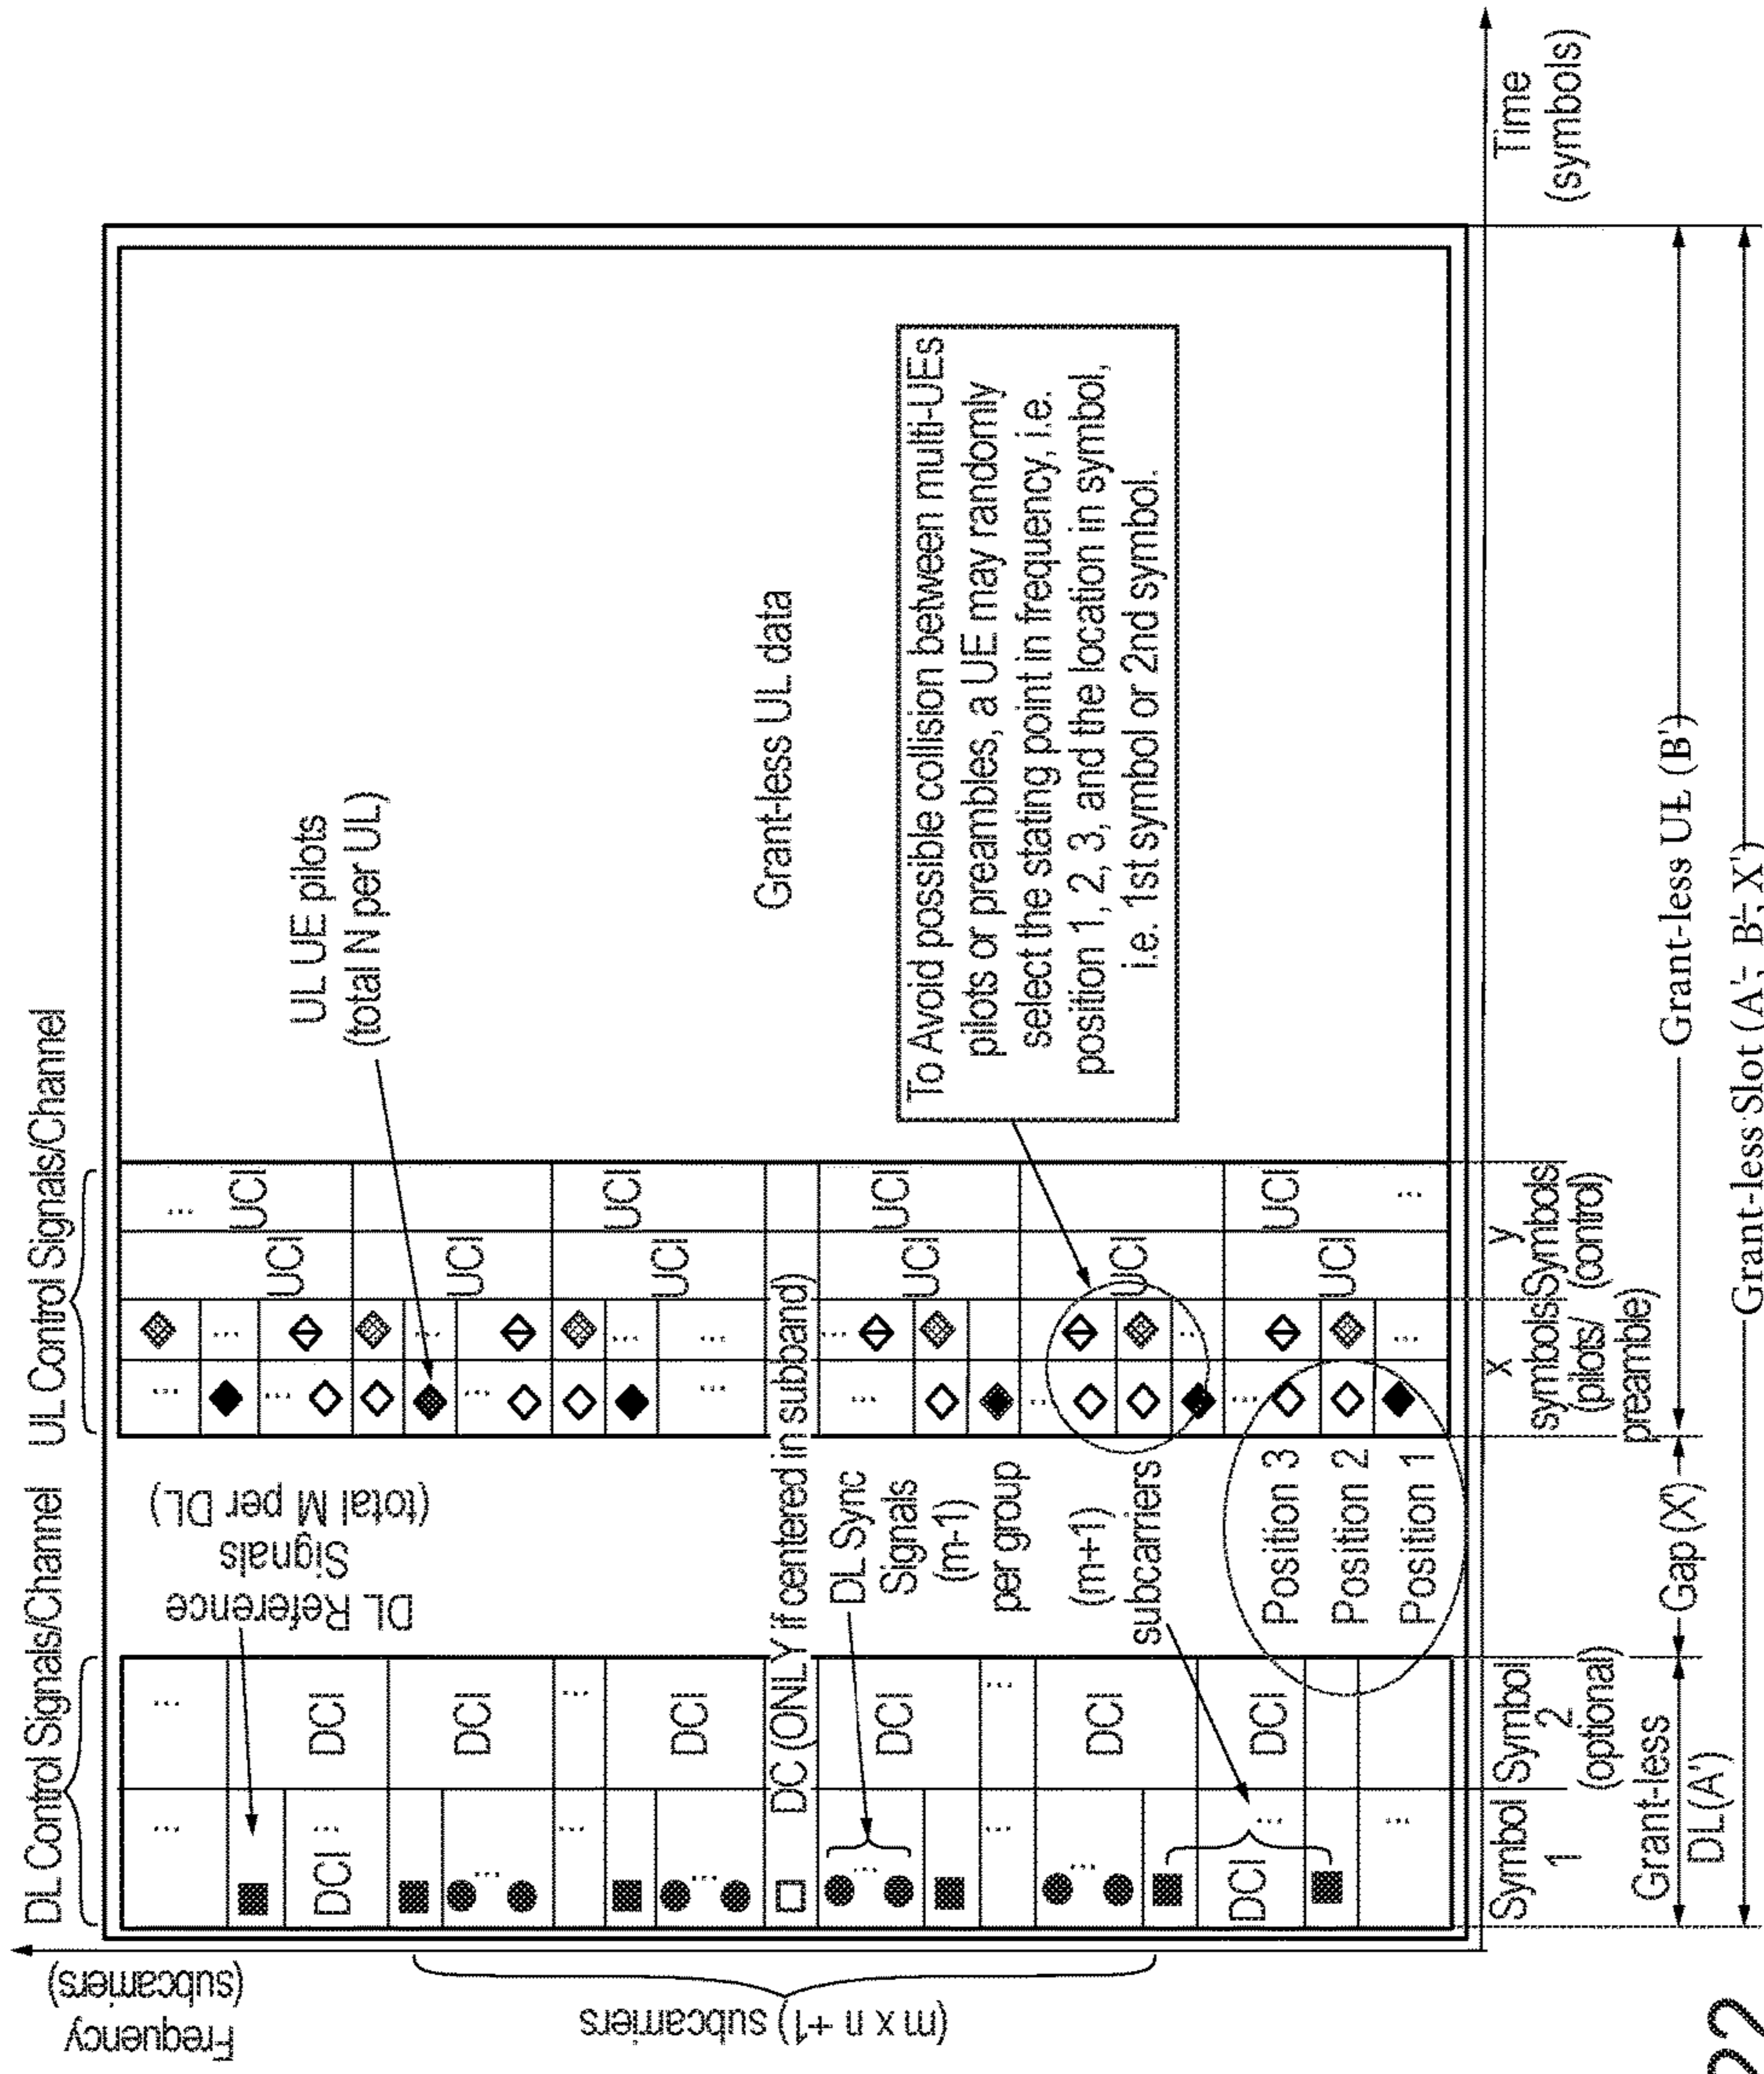 DL Control Signals/Channel
UL Control Signals/Channel
Frequency
(subcarriers)
(m x n +1) subcarriers
DL Reference
Signals
(total M per DL)
UL UE pilots
(total N per UL)
...
...
...
...
DCI
DCI
...
UCI
UCI
...
...
...
DCI
...
UCI
...
...
...
...
DCI
...
UCI
UCI
...
...
...
DC (ONLY if centered in subband)
Grant-less UL data
DL Sync
Signals
(m-1)
per group
...
DCI
...
...
UCI
UCI
...
...
...
DCI
...
UCI
...
(m+1)
subcarriers
DCI
...
DCI
...
UCI
UCI
...
...
...
...
Position 3
Position 2
Position 1
To Avoid possible collision between multi-UEs
pilots or preambles, a UE may randomly
select the stating point in frequency, i.e.
position 1, 2, 3, and the location in symbol,
i.e. 1st symbol or 2nd symbol.
Symbol
1
Symbol
2
(optional)
x
symbols
(pilots/
preamble)
y
Symbols
(control)
Time
(symbols)
Grant-less
DL(A')
Gap(X')
Grant-less UL (B')
Grant-less Slot (A', B', X')
22